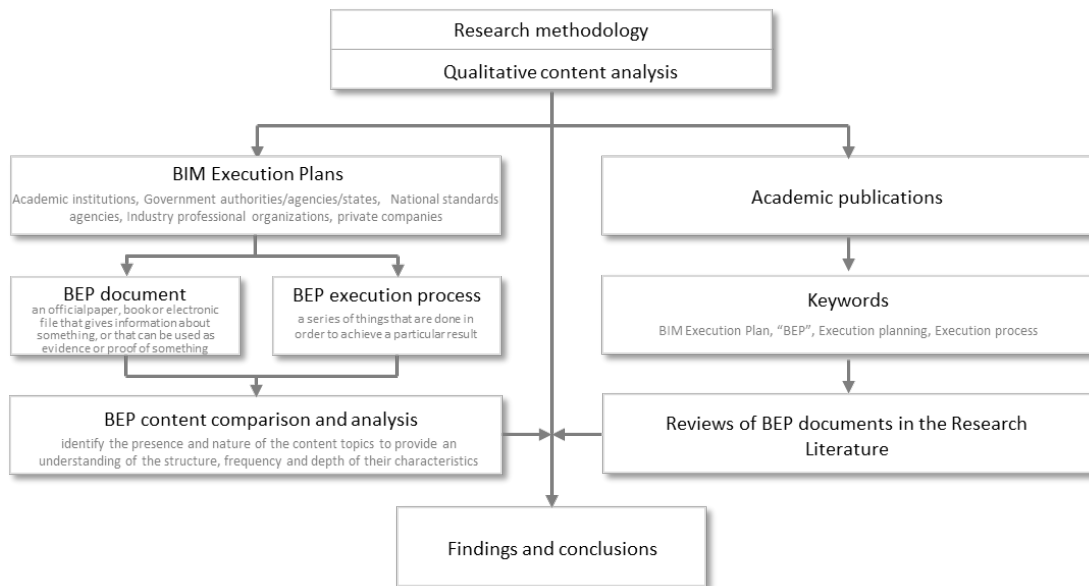 Research methodology
Qualitative content analysis
BIM Execution Plans
Academic institutions, Government authorities/agencies/states, National standards
agencies, Industry professional organizations, private companies
Academic publications
BEP document
an official paper, book or electronic
file that gives information about
something, or that can be used as
evidence or proof of something
BEP execution process
a series of things that are done in
order to achieve a particular result
Keywords
BIM Execution Plan, “BEP”, Execution planning, Execution process
BEP content comparison and analysis
identify the presence and nature of the content topics to provide an
understanding of the structure, frequency and depth of their characteristics
Reviews of BEP documents in the Research
Literature
Findings and conclusions